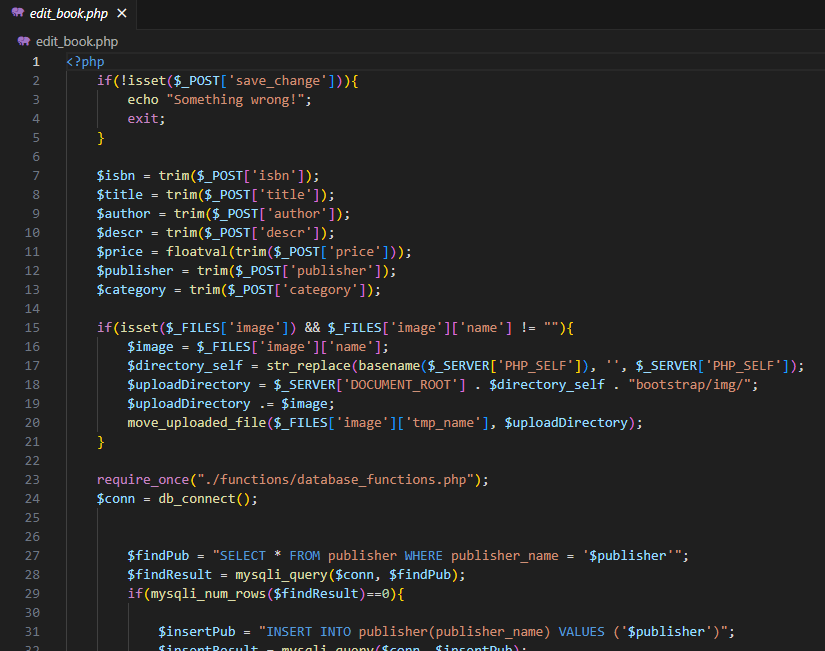 edit_book.php ×
edit_book.php
1 <?php
2 if(!isset($_POST['save_change'])){
3 echo "Something wrong!";
4 exit;
5 }
6
7 $isbn = trim($_POST['isbn']);
8 $title = trim($_POST['title']);
9 $author = trim($_POST['author']);
10 $descr = trim($_POST['descr']);
11 $price = floatval(trim($_POST['price']));
12 $publisher = trim($_POST['publisher']);
13 $category = trim($_POST['category']);
14
15 if(isset($_FILES['image']) && $_FILES['image']['name'] != ""){
16 $image = $_FILES['image']['name'];
17 $directory_self = str_replace(basename($_SERVER['PHP_SELF']), '', $_SERVER['PHP_SELF']);
18 $uploadDirectory = $_SERVER['DOCUMENT_ROOT'] . $directory_self . "bootstrap/img/";
19 $uploadDirectory .= $image;
20 move_uploaded_file($_FILES['image']['tmp_name'], $uploadDirectory);
21 }
22
23 require_once("./functions/database_functions.php");
24 $conn = db_connect();
25
26
27 $findPub = "SELECT * FROM publisher WHERE publisher_name = '$publisher'";
28 $findResult = mysqli_query($conn, $findPub);
29 if(mysqli_num_rows($findResult)==0){
30
31 $insertPub = "INSERT INTO publisher(publisher_name) VALUES ('$publisher')";
32 $insertResult = mysqli_query($conn, $insertPub);